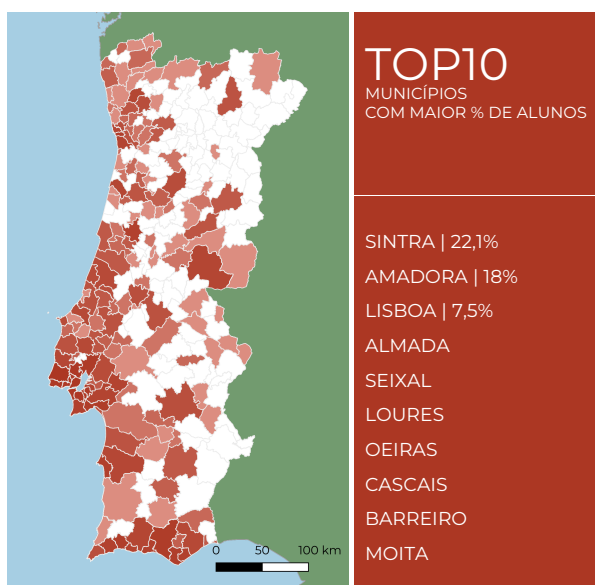 TOP10
MUNICÍPIOS
COM MAIOR % DE ALUNOS
SINTRA | 22,1%
AMADORA | 18%
LISBOA | 7,5%
ALMADA
SEIXAL
LOURES
OEIRAS
CASCAIS
BARREIRO
MOITA
0 50 100 km